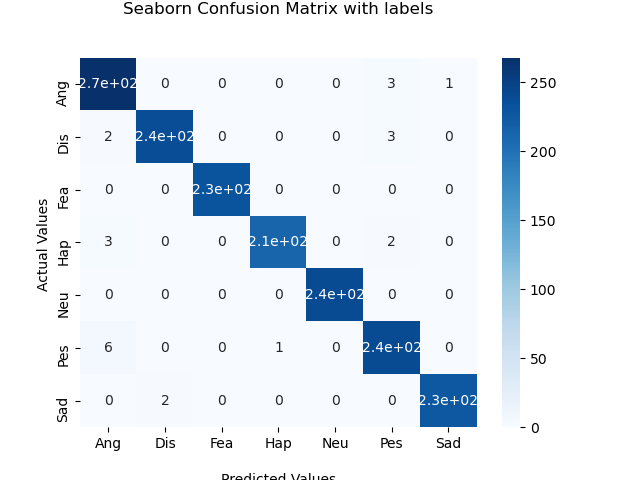 Seaborn Confusion Matrix with labels
Ang 2.7e+02 0 0 0 0 3 1
Dis 2 2.4e+02 0 0 0 3 0
Fea 0 0 2.3e+02 0 0 0 0
Hap 3 0 0 2.1e+02 0 2 0
Neu 0 0 0 0 2.4e+02 0 0
Pes 6 0 0 1 0 2.4e+02 0
Sad 0 2 0 0 0 0 2.3e+02
Ang Dis Fea Hap Neu Pes Sad
Actual Values
Predicted Values
250
200
150
100
50
0